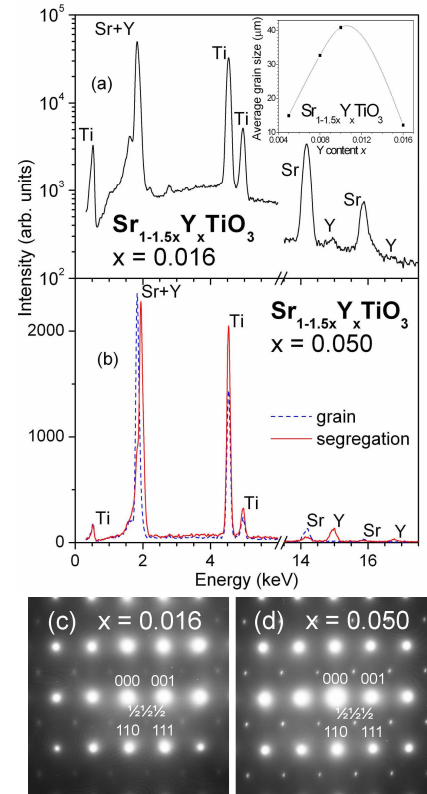 10^5
10^4
10^3
10^2
Intensity (arb. units)
(a)
Ti
Sr+Y
Ti
Ti
Sr
Y
Sr
Y
Sr1-1.5xYxTiO3
x = 0.016
Average grain size (μm)
40
30
20
10
Sr1-1.5xYxTiO3
0.004 0.008 0.012 0.016
Y content x
2000
1000
0
(b)
Sr+Y
Sr1-1.5xYxTiO3
x = 0.050
Ti
grain
segregation
Ti
Ti
Sr
Y
Sr
Y
0 2 4 14 16
Energy (keV)
(c) x = 0.016
000 001
½½½
110 111
(d) x = 0.050
000 001
½½½
110 111